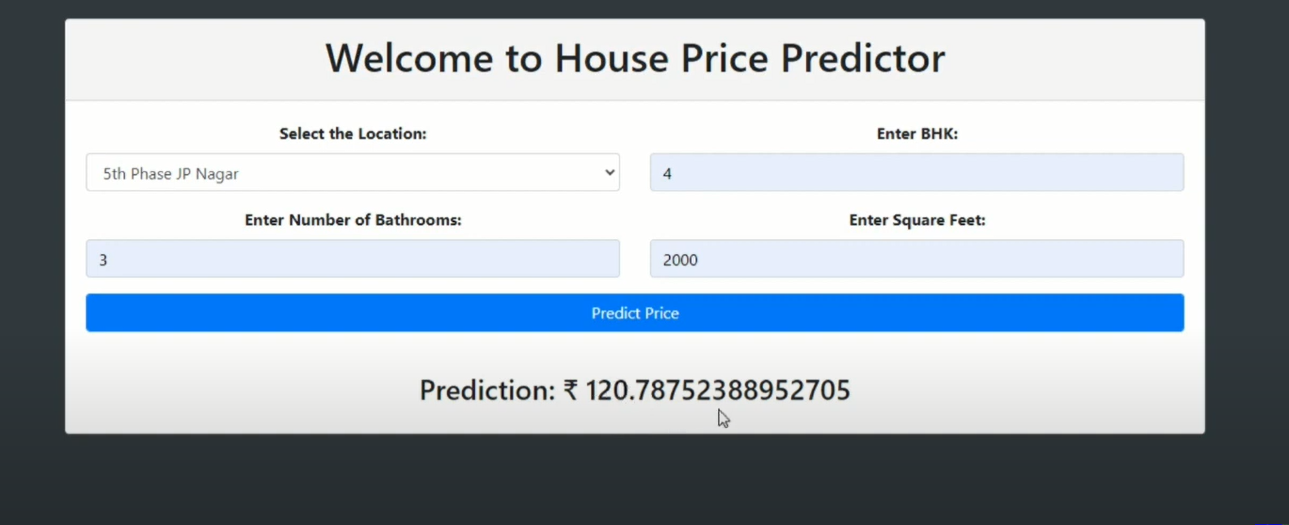 Welcome to House Price Predictor
Select the Location:
Enter BHK:
5th Phase JP Nagar
4
Enter Number of Bathrooms:
Enter Square Feet:
3
2000
Predict Price
Prediction: ₹ 120.78752388952705